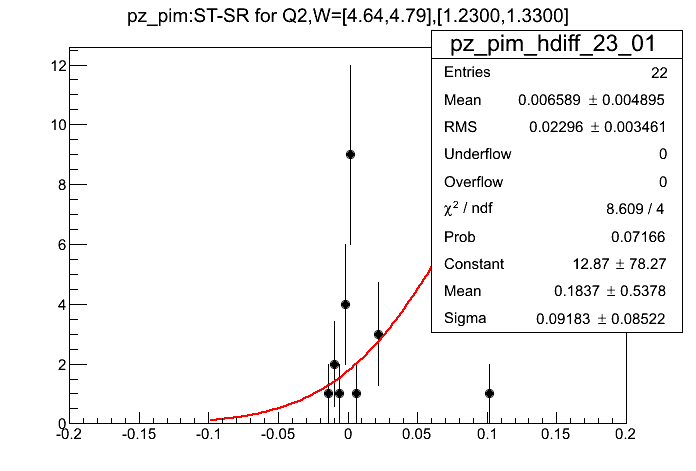 pz_pim:ST-SR for Q2,W=[4.64,4.79],[1.2300,1.3300]
pz_pim_hdiff_23_01
Entries 22
Mean 0.006589 ± 0.004895
RMS 0.02296 ± 0.003461
Underflow 0
Overflow 0
χ² / ndf 8.609 / 4
Prob 0.07166
Constant 12.87 ± 78.27
Mean 0.1837 ± 0.5378
Sigma 0.09183 ± 0.08522
12
10
8
6
4
2
0
-0.2 -0.15 -0.1 -0.05 0 0.05 0.1 0.15 0.2